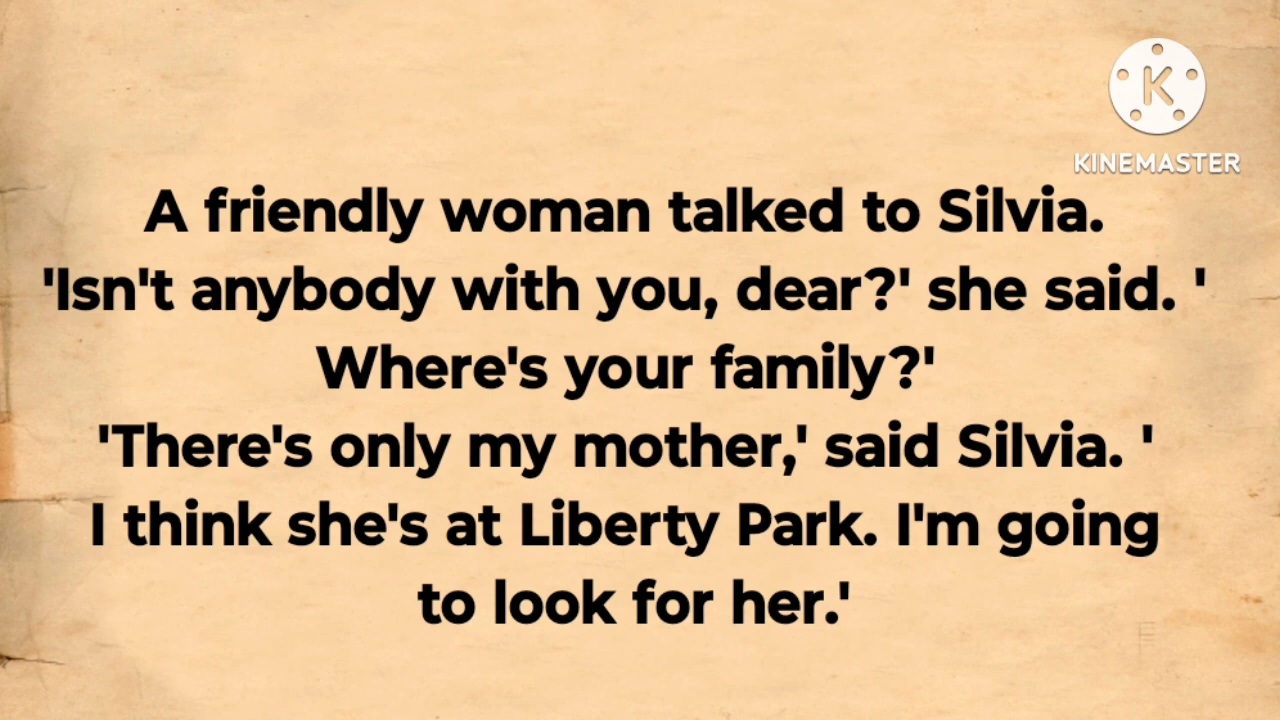 KINEMASTER
A friendly woman talked to Silvia.
'Isn't anybody with you, dear?' she said. '
Where's your family?'
'There's only my mother,' said Silvia. '
I think she's at Liberty Park. I'm going
to look for her.'